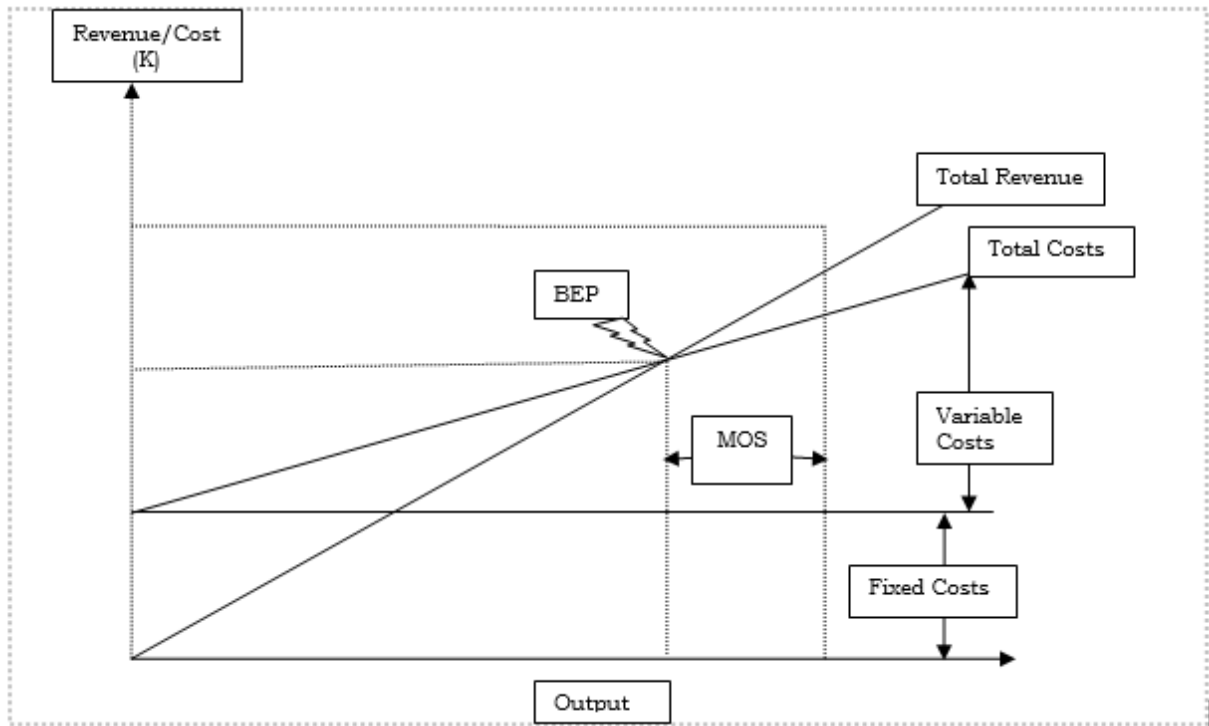 Revenue/Cost
(K)
Total Revenue
Total Costs
BEP
MOS
Variable
Costs
Fixed Costs
Output